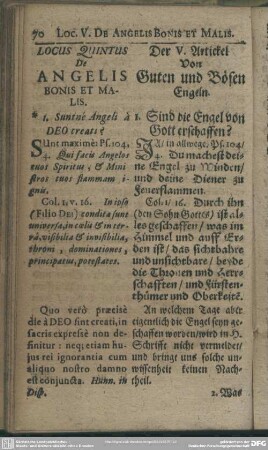 70 Loc. V. De Angelis Bonis et Malis.
LOCUS QUINTUS
De
ANGELIS
BONIS ET MA-
LIS.
1. Suntnè Angeli à
DEO creati?
SUnt maximè: Ps. 104,
4. Qui facis Angelos
tuos Spiritus, & Mini
stros tuos flammam i-
gnis.
Col. 1. v. 16. In ipso
(Filio Dei) condita sunt
universa, in cœli & in ter-
râ, visibilia & invisibilia,
throni, dominationes,
principatus, potestates.
Quo verò præcisè
die à DEO sint creati, in
sacris expressè non de-
finitur: neq; etiam hu-
jus rei ignorantia cum
aliquo nostro damno
est conjuncta. Hunn. in
Disp.
Der V. Artickel
Von
Guten und Bösen
Engeln.
1. Sind die Engel von
Gott erschaffen?
JA/ in allwege. Ps. 104/
4. Du machest dei-
ne Engel zu Winden/
und deine Diener zu
Feuerflammen.
Col. 1/ 16. Durch ihn
(den Sohn Gottes) ist al-
les geschaffen/ was im
Himmel und auff Er-
den ist/ das sichtbahre
und unsichtbare/ beyde
die Thronen und Herr-
schafften/ und Fürsten-
thümer und Oberkeite.
An welchem Tage aber
eigentlich die Engel seyn ge-
schaffen worden/ wird in H.
Schrifft nicht vermeldet/
und bringt uns solche un-
wissenheit keinen Nach-
theil.
2. Was